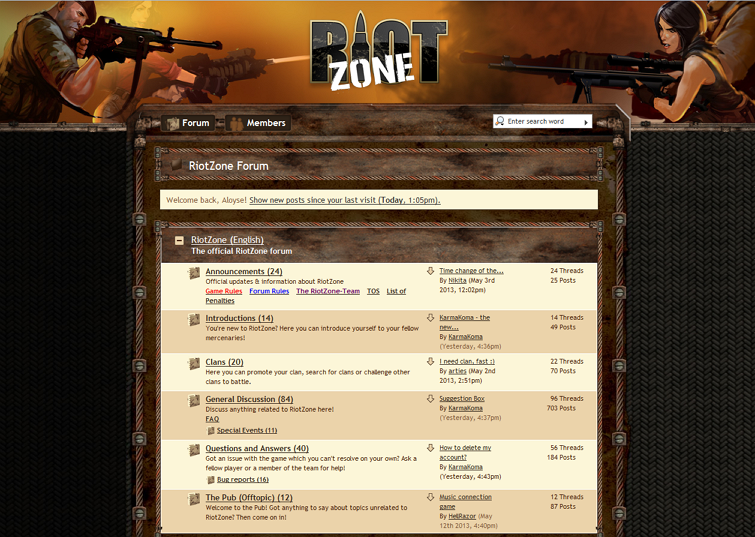 RIOT
ZONE
Forum
Members
Enter search word
RiotZone Forum
Welcome back, Aloyse! Show new posts since your last visit (Today, 1:05pm).
RiotZone (English)
The official RiotZone forum
Announcements (24)
Official updates & information about RiotZone
Game Rules Forum Rules The RiotZone-Team TOS List of
Penalties
Time change of the...
By Nikita (May 3rd
2013, 12:02pm)
24 Threads
25 Posts
Introductions (14)
You're new to RiotZone? Here you can introduce yourself to your fellow
mercenaries!
KarmaKoma - the
new...
By KarmaKoma
(Yesterday, 4:36pm)
14 Threads
49 Posts
Clans (20)
Here you can promote your clan, search for clans or challenge other
clans to battle.
I need clan, fast :)
By arties (May 2nd
2013, 2:51pm)
22 Threads
70 Posts
General Discussion (84)
Discuss anything related to RiotZone here!
FAQ
Special Events (11)
Suggestion Box
By KarmaKoma
(Yesterday, 4:37pm)
96 Threads
703 Posts
Questions and Answers (40)
Got an issue with the game which you can't resolve on your own? Ask a
fellow player or a member of the team for help!
Bug reports (16)
How to delete my
account?
By KarmaKoma
(Yesterday, 4:43pm)
56 Threads
184 Posts
The Pub (Offtopic) (12)
Welcome to the Pub! Got anything to say about topics unrelated to
RiotZone? Then come on in!
Music connection
game
By HellRazor (May
12th 2013, 4:40pm)
12 Threads
87 Posts